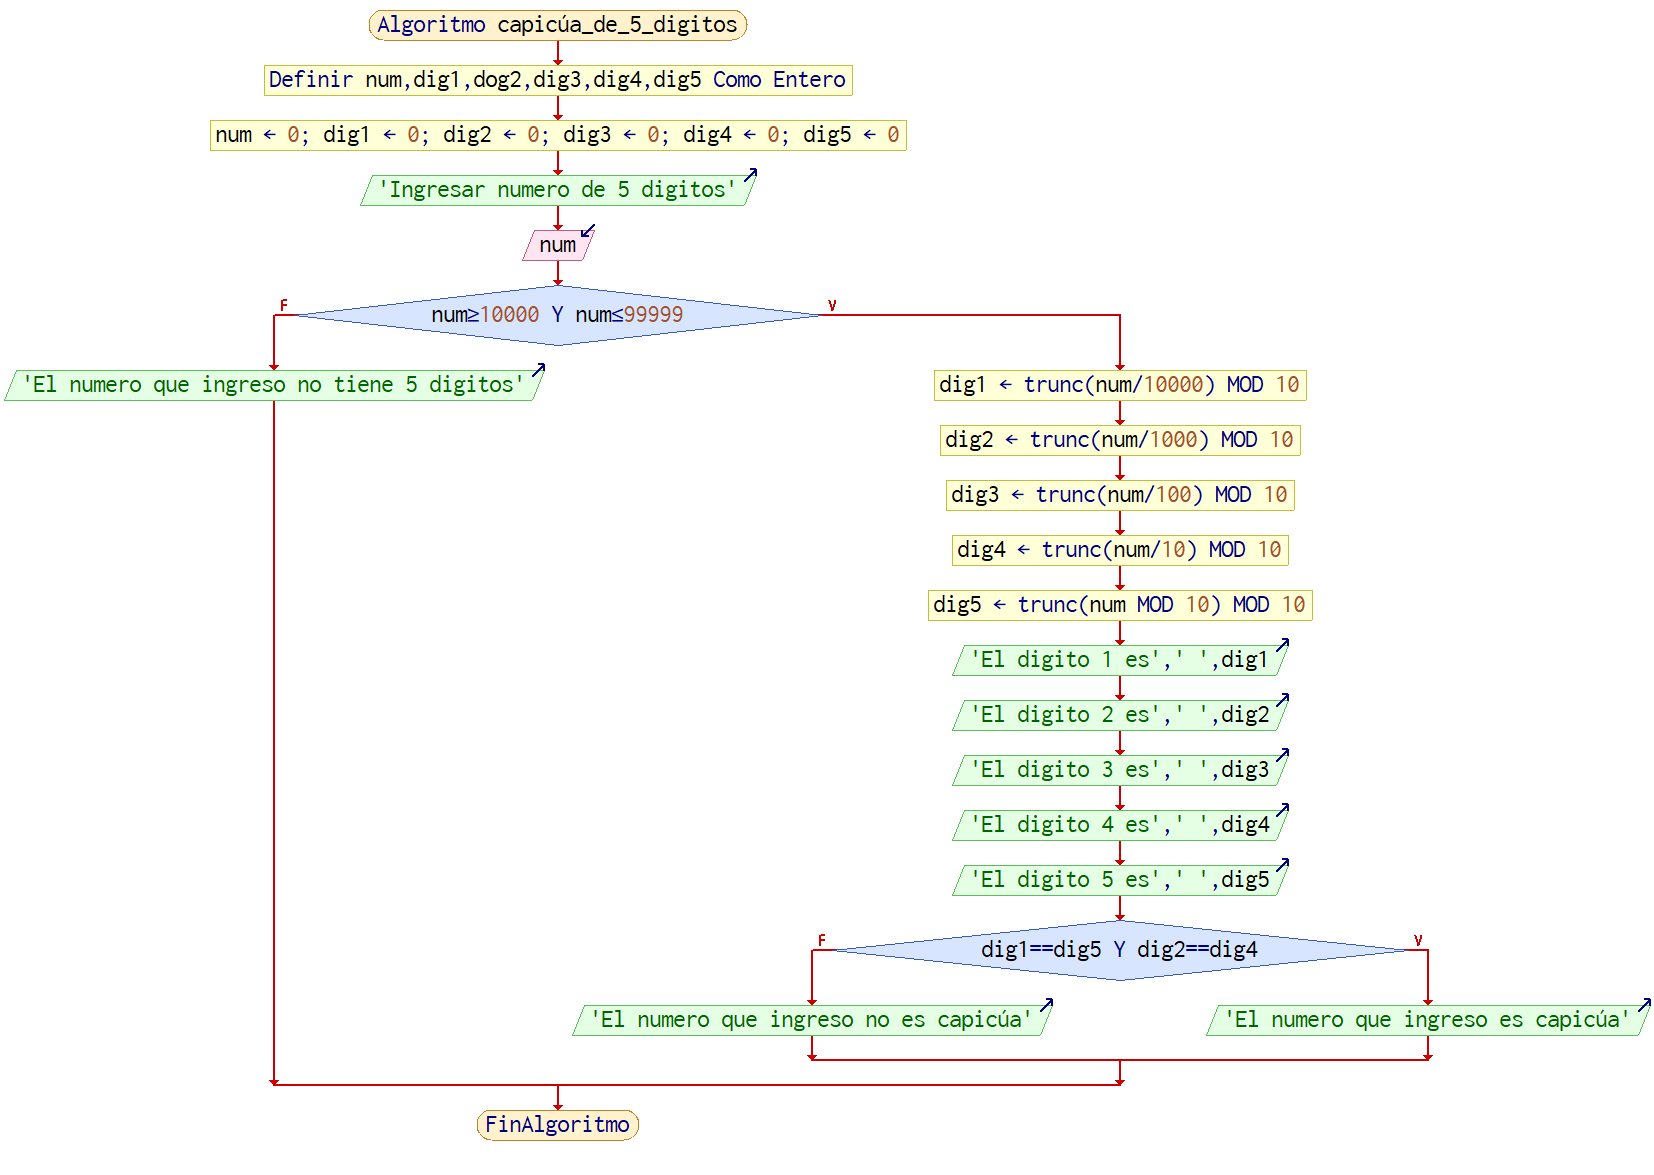 Algoritmo capicúa_de_5_digitos
Definir num,dig1,dog2,dig3,dig4,dig5 Como Entero
num ← 0; dig1 ← 0; dig2 ← 0; dig3 ← 0; dig4 ← 0; dig5 ← 0
'Ingresar numero de 5 digitos'
num
F
V
num≥10000 Y num≤99999
'El numero que ingreso no tiene 5 digitos'
dig1 ← trunc(num/10000) MOD 10
dig2 ← trunc(num/1000) MOD 10
dig3 ← trunc(num/100) MOD 10
dig4 ← trunc(num/10) MOD 10
dig5 ← trunc(num MOD 10) MOD 10
'El digito 1 es',' ',dig1
'El digito 2 es',' ',dig2
'El digito 3 es',' ',dig3
'El digito 4 es',' ',dig4
'El digito 5 es',' ',dig5
F
V
dig1==dig5 Y dig2==dig4
'El numero que ingreso no es capicúa'
'El numero que ingreso es capicúa'
FinAlgoritmo